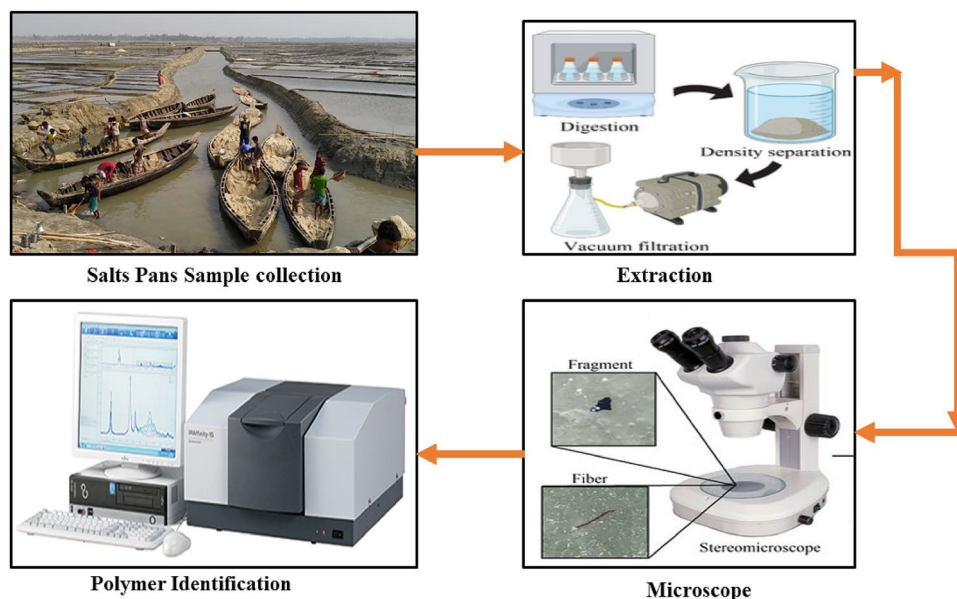 Digestion
Density separation
Vacuum filtration
Salts Pans Sample collection
Extraction
Fragment
Fiber
Stereomicroscope
Polymer Identification
Microscope